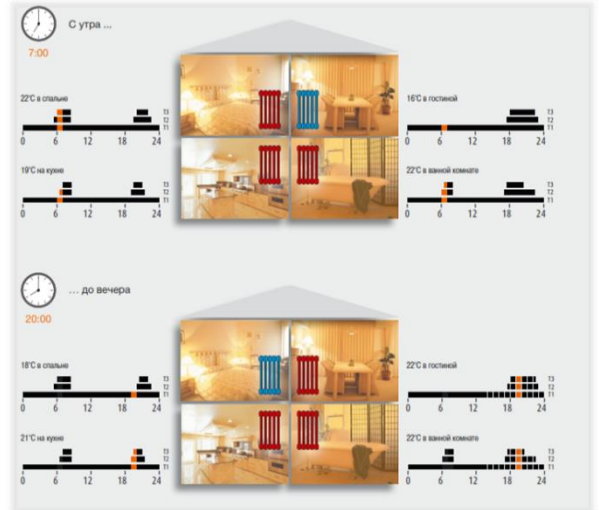 С утра ...
7:00
22°C в спальне
T3
T2
T1
0 6 12 18 24
16°C в гостиной
T3
T2
T1
0 6 12 18 24
19°C на кухне
T3
T2
T1
0 6 12 18 24
22°C в ванной комнате
T3
T2
T1
0 6 12 18 24
... до вечера
20:00
18°C в спальне
T3
T2
T1
0 6 12 18 24
22°C в гостиной
T3
T2
T1
0 6 12 18 24
21°C на кухне
T3
T2
T1
0 6 12 18 24
22°C в ванной комнате
T3
T2
T1
0 6 12 18 24